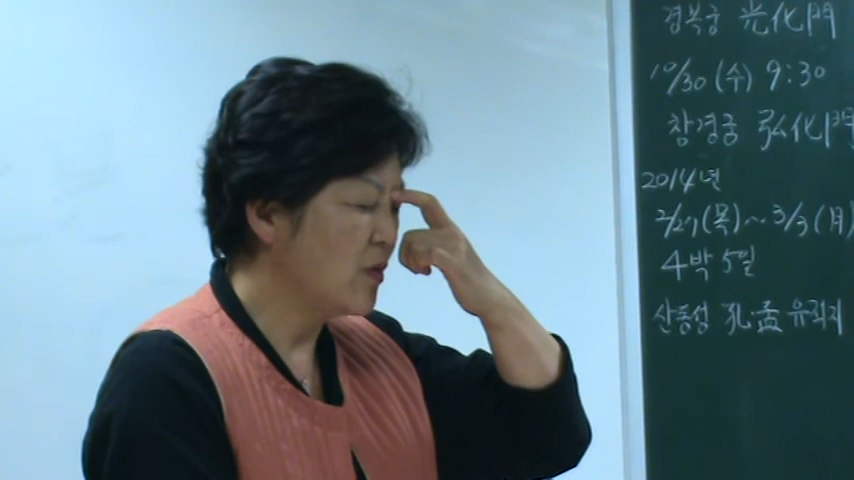 경복궁 光化門
10/30 (수) 9:30
창경궁 弘化門
2014년
2/27(목)~3/3(月)
4박 5일
산동성 孔·孟 유적지